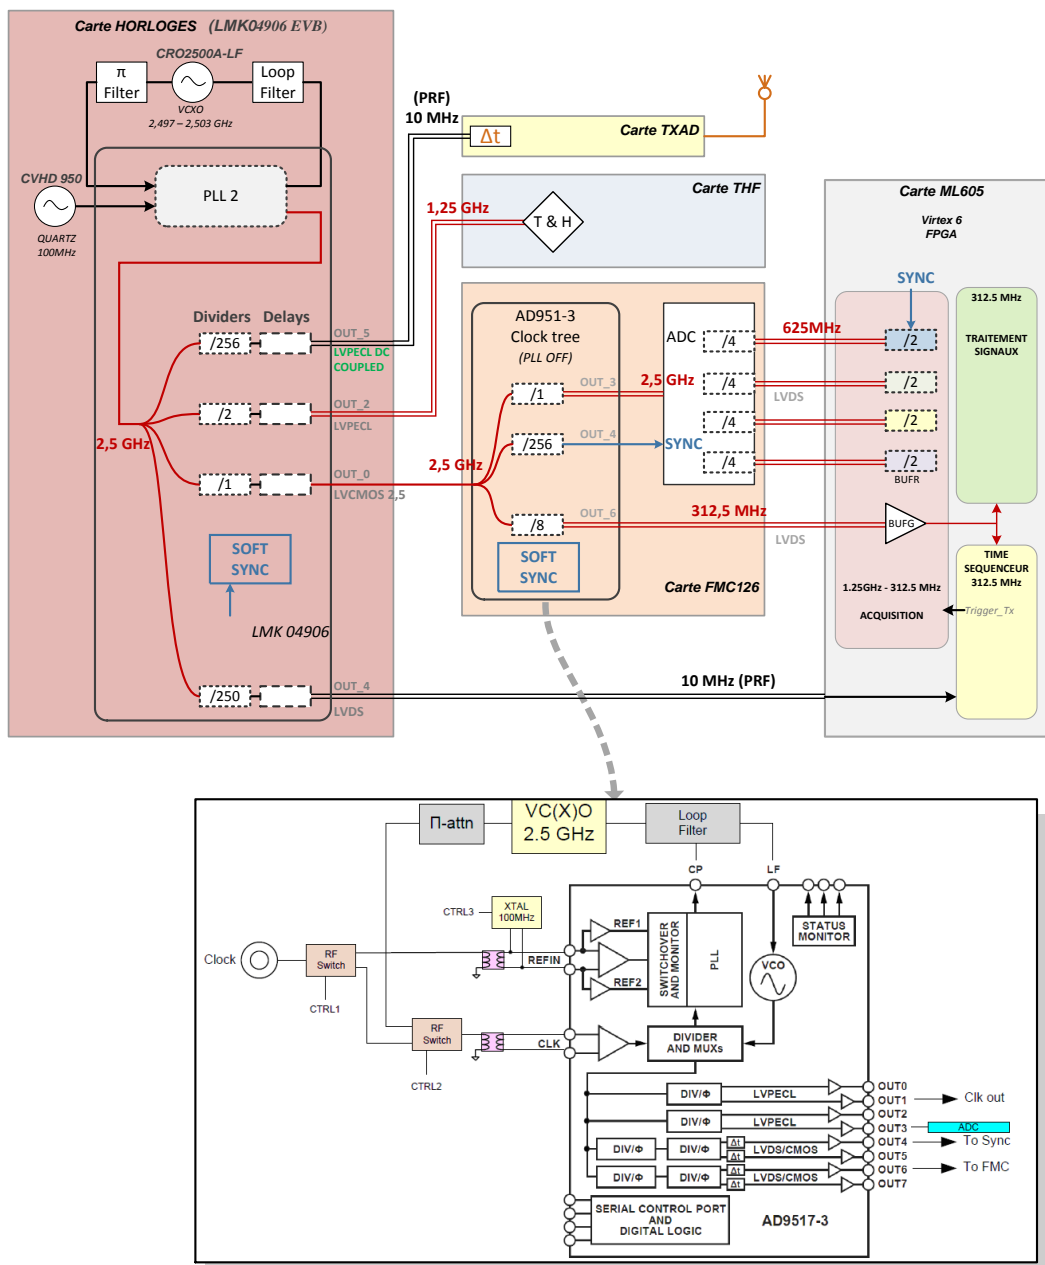 Carte HORLOGES (LMK04906 EVB)
CRO2500A-LF
π
Filter
Loop
Filter
VCXO
2,497 – 2,503 GHz
CVHD 950
PLL 2
QUARTZ
100MHz
Dividers
Delays
/256
OUT_5
LVPECL DC
COUPLED
/2
OUT_2
LVPECL
2,5 GHz
/1
OUT_0
LVCMOS 2,5
SOFT
SYNC
LMK 04906
/250
OUT_4
LVDS
(PRF)
10 MHz
Δt
Carte TXAD
Carte THF
1,25 GHz
T & H
AD951-3
Clock tree
(PLL OFF)
/1
OUT_3
2,5 GHz
/256
OUT_4
2,5 GHz
/8
OUT_6
SOFT
SYNC
ADC
/4
/4
/4
SYNC
/4
Carte FMC126
625MHz
LVDS
312,5 MHz
LVDS
10 MHz (PRF)
Carte ML605
Virtex 6
FPGA
SYNC
/2
/2
/2
/2
BUFR
BUFG
1.25GHz - 312.5 MHz
ACQUISITION
312.5 MHz
TRAITEMENT
SIGNAUX
TIME
SEQUENCEUR
312.5 MHz
Trigger_Tx
Π-attn
VC(X)O
2.5 GHz
Loop
Filter
CP
LF
CTRL3
XTAL
100MHz
STATUS
MONITOR
Clock
RF
Switch
CTRL1
REFIN
REF1
REF2
SWITCHOVER
AND MONITOR
PLL
VCO
RF
Switch
CTRL2
CLK
DIVIDER
AND MUXs
DIV/Φ
LVPECL
OUT0
OUT1
Clk out
DIV/Φ
LVPECL
OUT2
OUT3
ADC
DIV/Φ
DIV/Φ
Δt
Δt
LVDS/CMOS
OUT4
To Sync
OUT5
DIV/Φ
DIV/Φ
Δt
Δt
LVDS/CMOS
OUT6
To FMC
OUT7
SERIAL CONTROL PORT
AND
DIGITAL LOGIC
AD9517-3